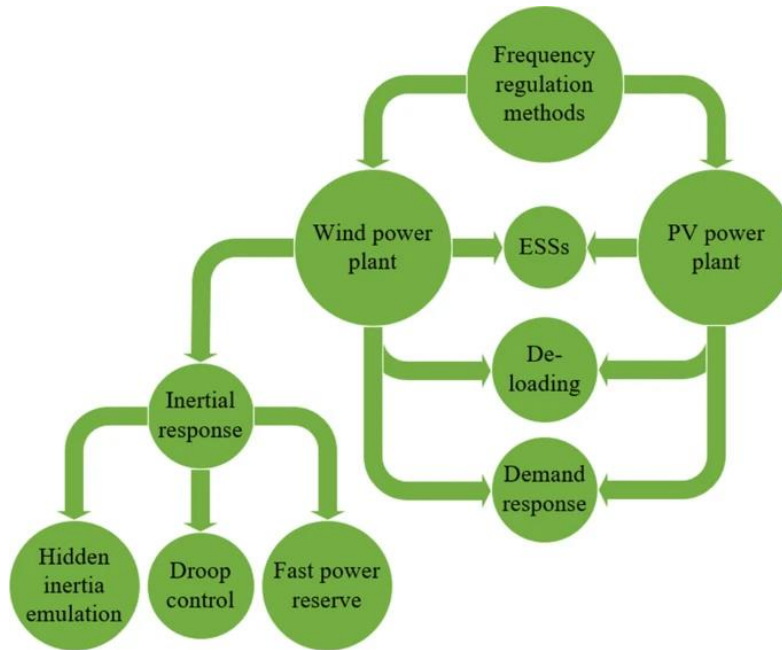 Frequency
regulation
methods
Wind power
plant
ESSs
PV power
plant
De-
loading
Inertial
response
Demand
response
Hidden
inertia
emulation
Droop
control
Fast power
reserve